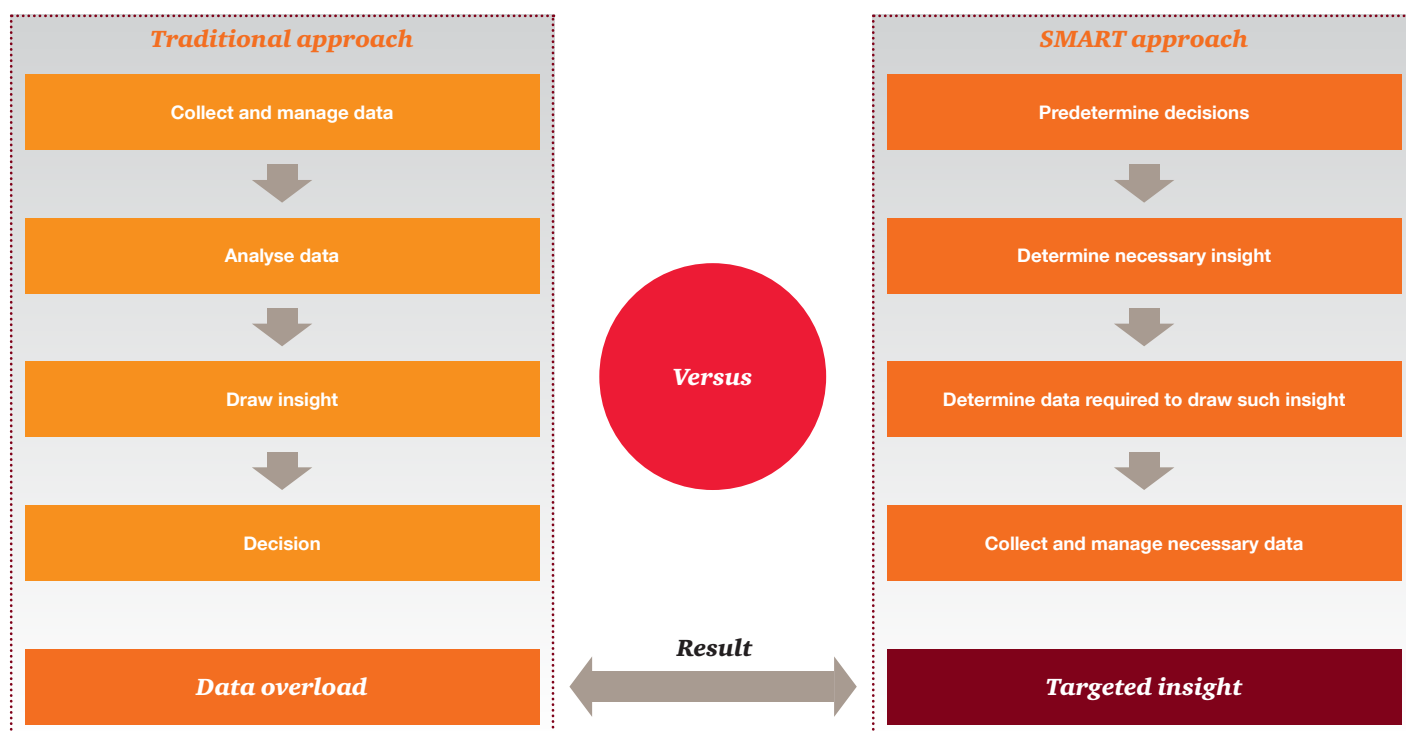 Traditional approach
Collect and manage data
Analyse data
Draw insight
Decision
Data overload
Versus
Result
SMART approach
Predetermine decisions
Determine necessary insight
Determine data required to draw such insight
Collect and manage necessary data
Targeted insight